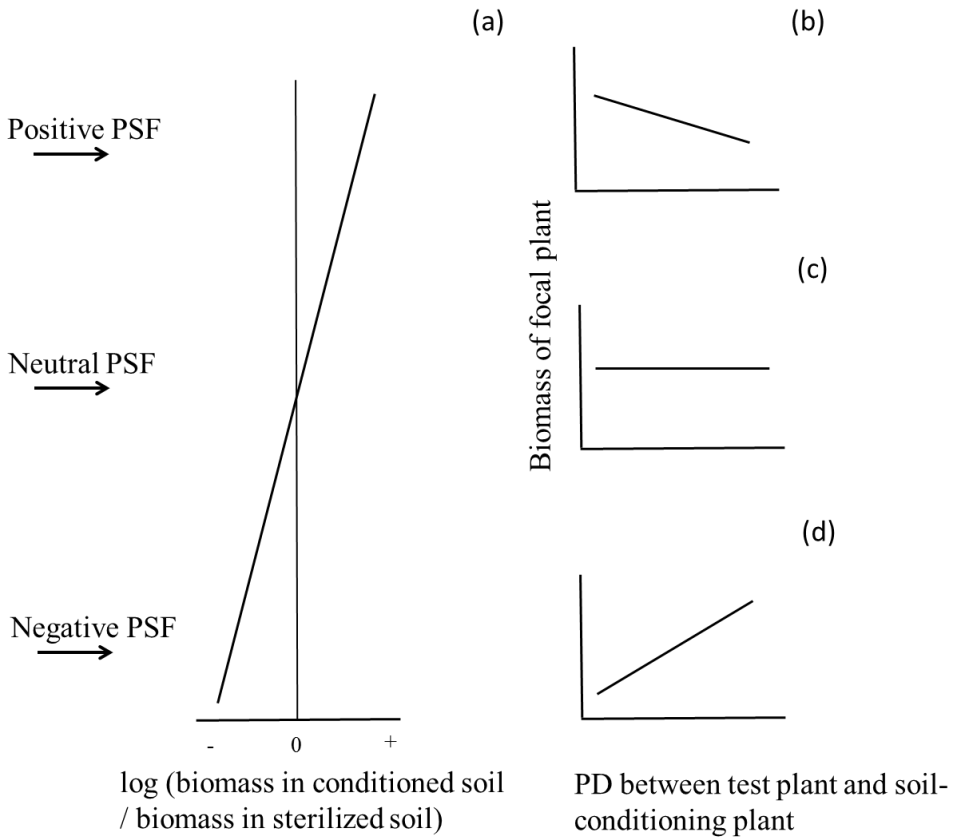 (a)
Positive PSF
Neutral PSF
Negative PSF
- 0 +
log (biomass in conditioned soil
/ biomass in sterilized soil)
(b)
(c)
(d)
Biomass of focal plant
PD between test plant and soil-
conditioning plant